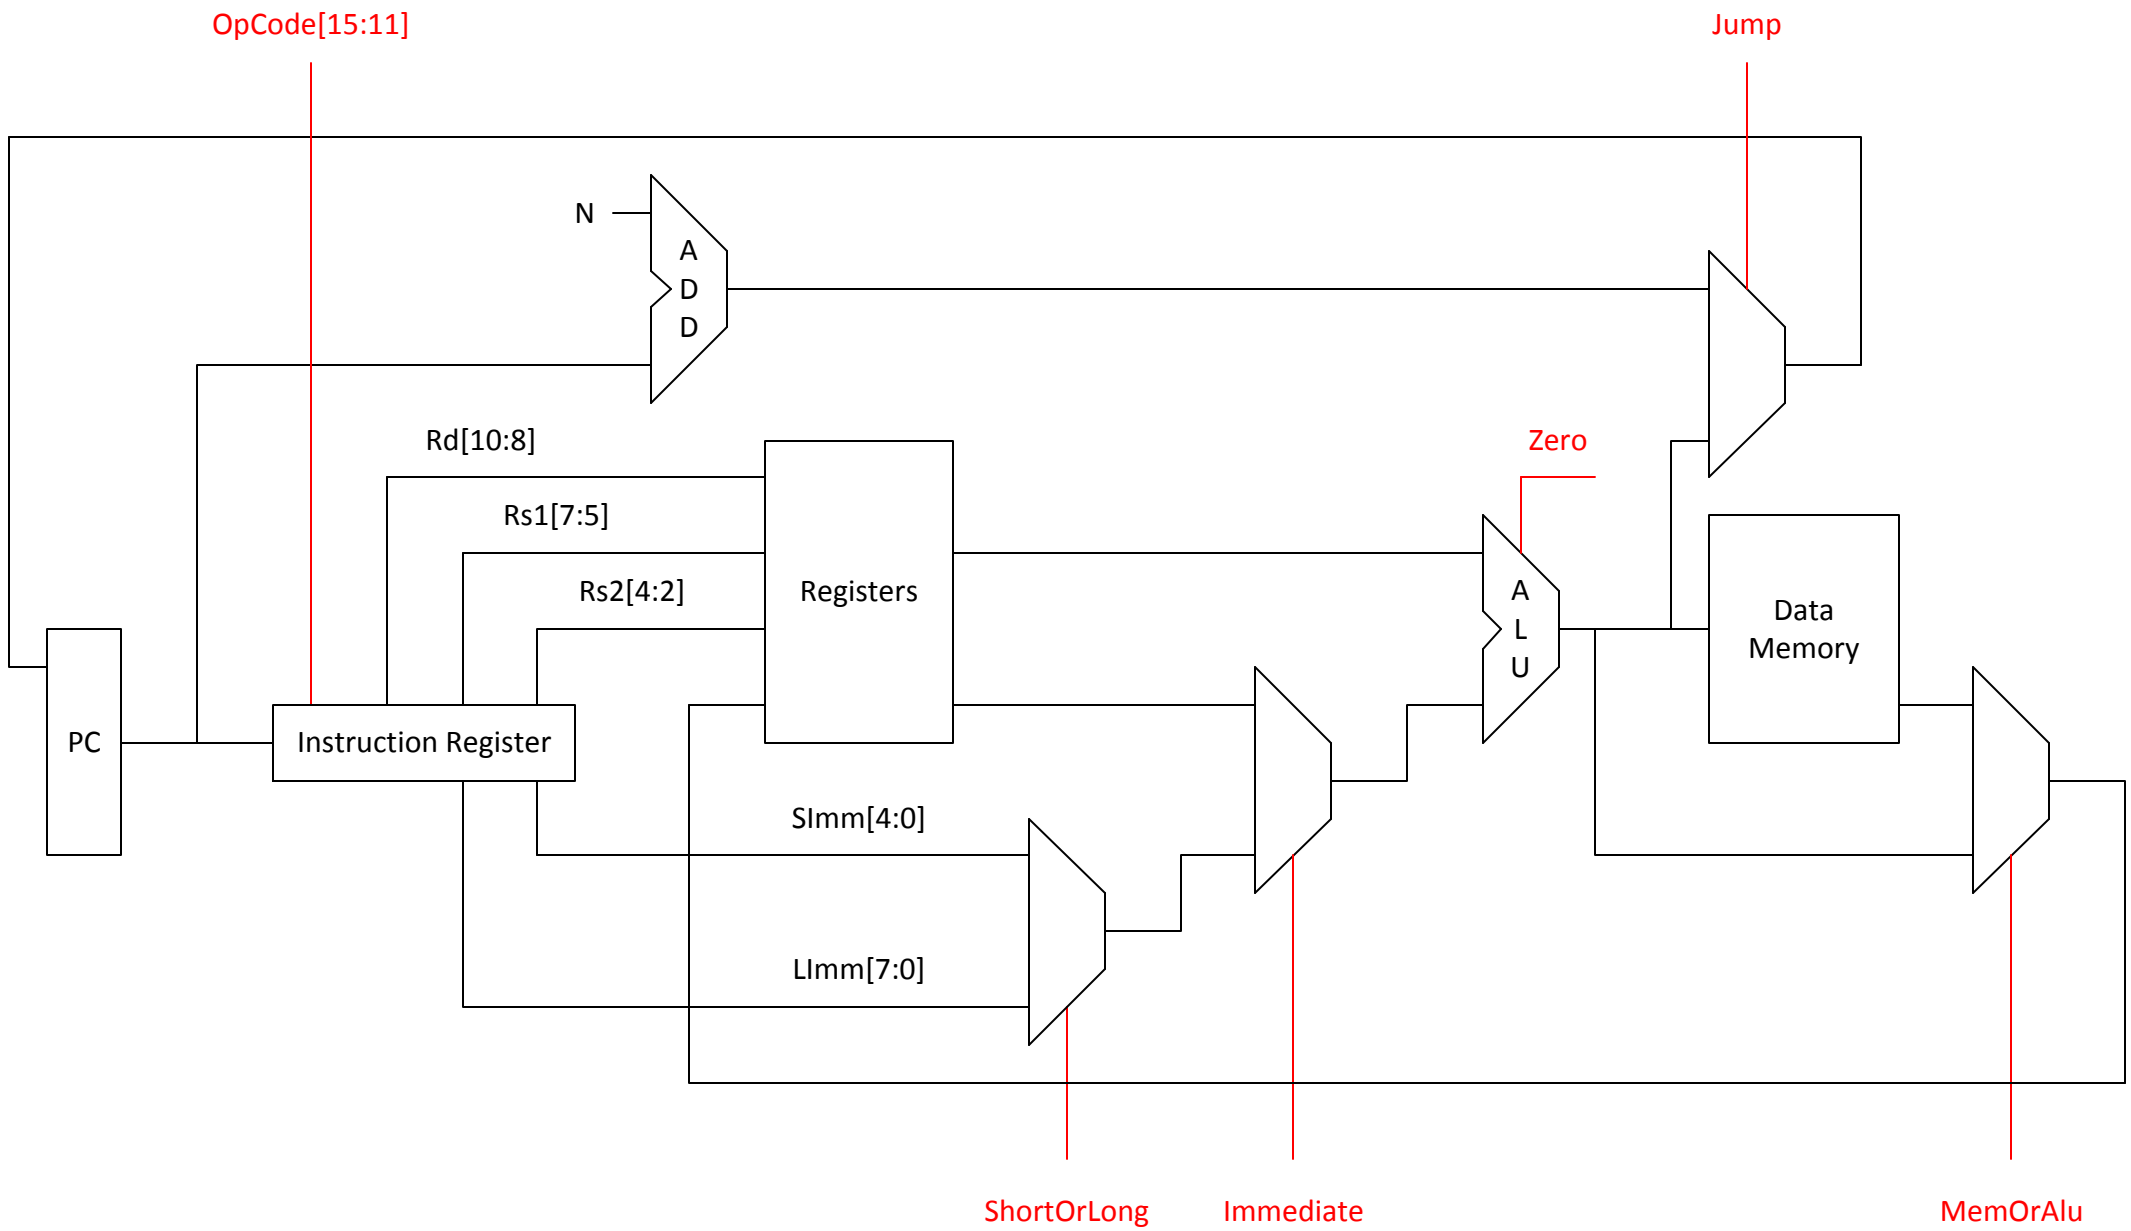 OpCode[15:11]
Jump
N
A
D
D
Rd[10:8]
Zero
Rs1[7:5]
Rs2[4:2]
Registers
A
L
U
Data
Memory
PC
Instruction Register
SImm[4:0]
LImm[7:0]
ShortOrLong
Immediate
MemOrAlu